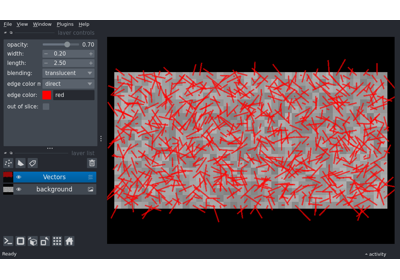 File View Window Plugins Help
layer controls
opacity: 0.70
width: 0.20
length: 2.50
blending: translucent
edge color m direct
edge color: red
out of slice:
layer list
Vectors
background
Ready
activity